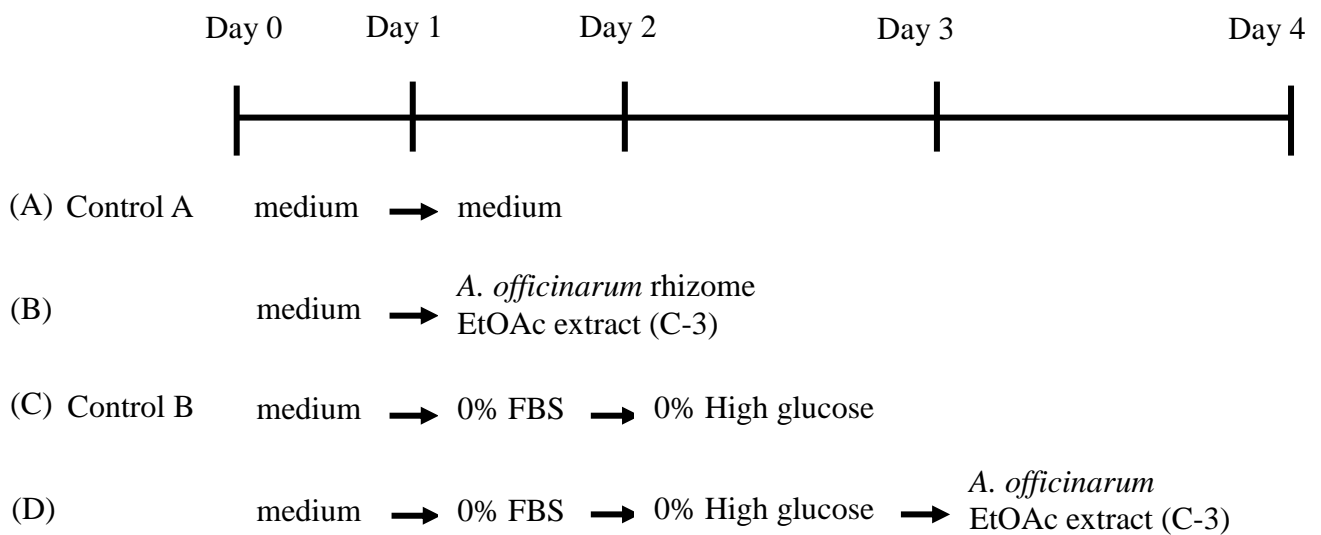 Day 0 Day 1 Day 2 Day 3 Day 4
(A) Control A medium medium
(B) medium A. officinarum rhizome
EtOAc extract (C-3)
(C) Control B medium 0% FBS 0% High glucose
(D) medium 0% FBS 0% High glucose A. officinarum
EtOAc extract (C-3)